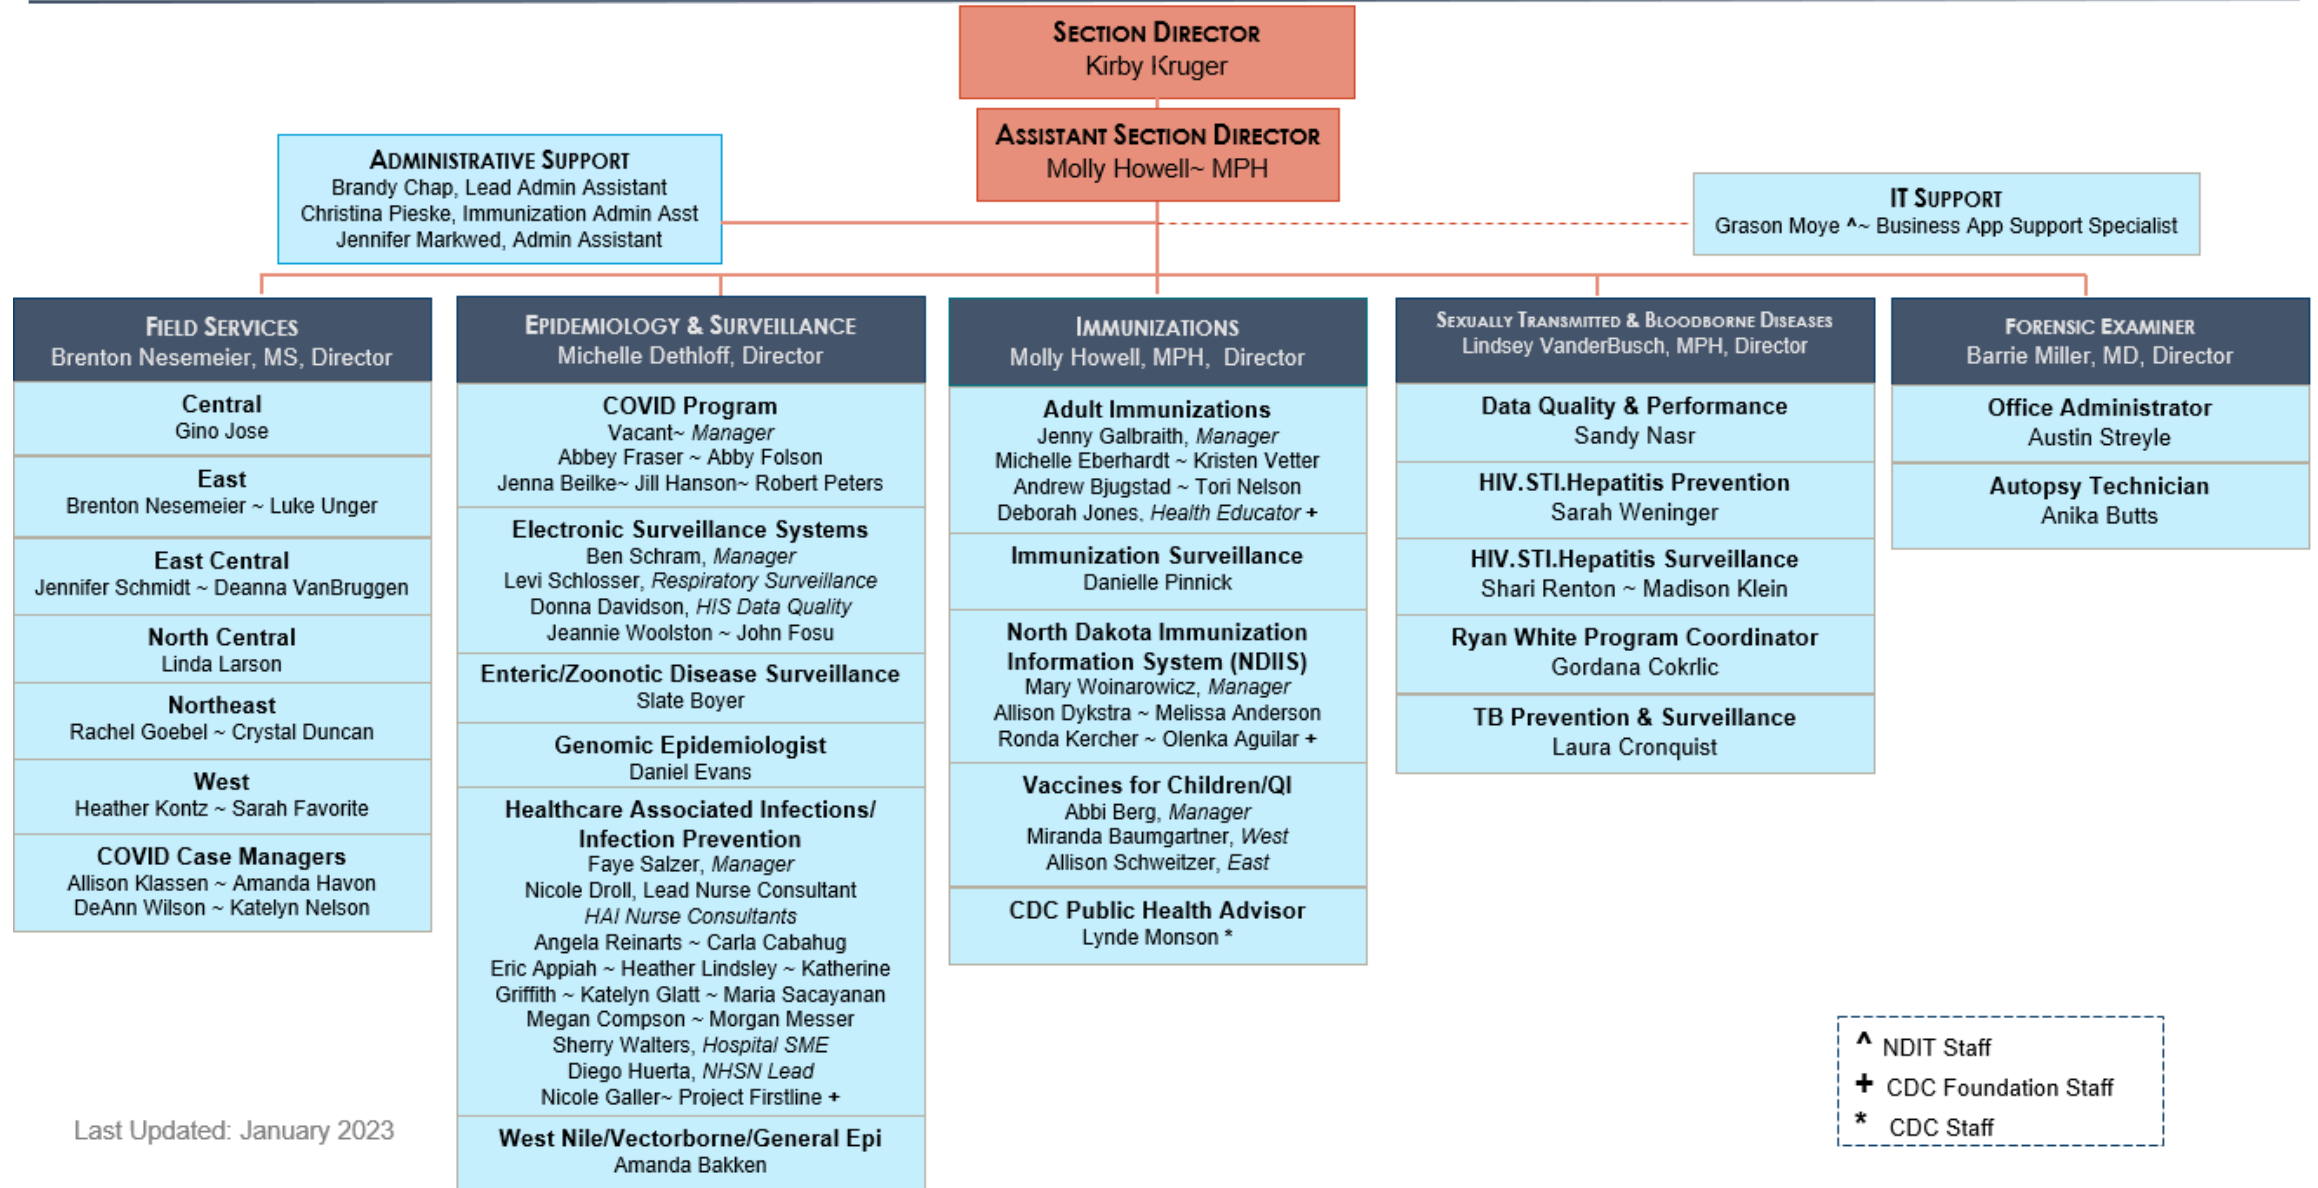 SECTION DIRECTOR
Kirby Kruger
ASSISTANT SECTION DIRECTOR
Molly Howell~ MPH
ADMINISTRATIVE SUPPORT
Brandy Chap, Lead Admin Assistant
Christina Pieske, Immunization Admin Asst
Jennifer Markwed, Admin Assistant
IT SUPPORT
Grason Moye ^~ Business App Support Specialist
FIELD SERVICES
Brenton Nesemeier, MS, Director
Central
Gino Jose
East
Brenton Nesemeier ~ Luke Unger
East Central
Jennifer Schmidt ~ Deanna VanBruggen
North Central
Linda Larson
Northeast
Rachel Goebel ~ Crystal Duncan
West
Heather Kontz ~ Sarah Favorite
COVID Case Managers
Allison Klassen ~ Amanda Havon
DeAnn Wilson ~ Katelyn Nelson
EPIDEMIOLOGY & SURVEILLANCE
Michelle Dethloff, Director
COVID Program
Vacant~ Manager
Abbey Fraser ~ Abby Folson
Jenna Beilke~ Jill Hanson~ Robert Peters
Electronic Surveillance Systems
Ben Schram, Manager
Levi Schlosser, Respiratory Surveillance
Donna Davidson, HIS Data Quality
Jeannie Woolston ~ John Fosu
Enteric/Zoonotic Disease Surveillance
Slate Boyer
Genomic Epidemiologist
Daniel Evans
Healthcare Associated Infections/
Infection Prevention
Faye Salzer, Manager
Nicole Droll, Lead Nurse Consultant
HAI Nurse Consultants
Angela Reinarts ~ Carla Cabahug
Eric Appiah ~ Heather Lindsley ~ Katherine
Griffith ~ Katelyn Glatt ~ Maria Sacayanan
Megan Compson ~ Morgan Messer
Sherry Walters, Hospital SME
Diego Huerta, NHSN Lead
Nicole Galler~ Project Firstline +
West Nile/Vectorborne/General Epi
Amanda Bakken
IMMUNIZATIONS
Molly Howell, MPH, Director
Adult Immunizations
Jenny Galbraith, Manager
Michelle Eberhardt ~ Kristen Vetter
Andrew Bjugstad ~ Tori Nelson
Deborah Jones, Health Educator +
Immunization Surveillance
Danielle Pinnick
North Dakota Immunization
Information System (NDIIS)
Mary Woinarowicz, Manager
Allison Dykstra ~ Melissa Anderson
Ronda Kercher ~ Olenka Aguilar +
Vaccines for Children/QI
Abbi Berg, Manager
Miranda Baumgartner, West
Allison Schweitzer, East
CDC Public Health Advisor
Lynde Monson *
SEXUALLY TRANSMITTED & BLOODBORNE DISEASES
Lindsey VanderBusch, MPH, Director
Data Quality & Performance
Sandy Nasr
HIV.STI.Hepatitis Prevention
Sarah Weninger
HIV.STI.Hepatitis Surveillance
Shari Renton ~ Madison Klein
Ryan White Program Coordinator
Gordana Cokrlic
TB Prevention & Surveillance
Laura Cronquist
FORENSIC EXAMINER
Barrie Miller, MD, Director
Office Administrator
Austin Streyle
Autopsy Technician
Anika Butts
^ NDIT Staff
+ CDC Foundation Staff
* CDC Staff
Last Updated: January 2023